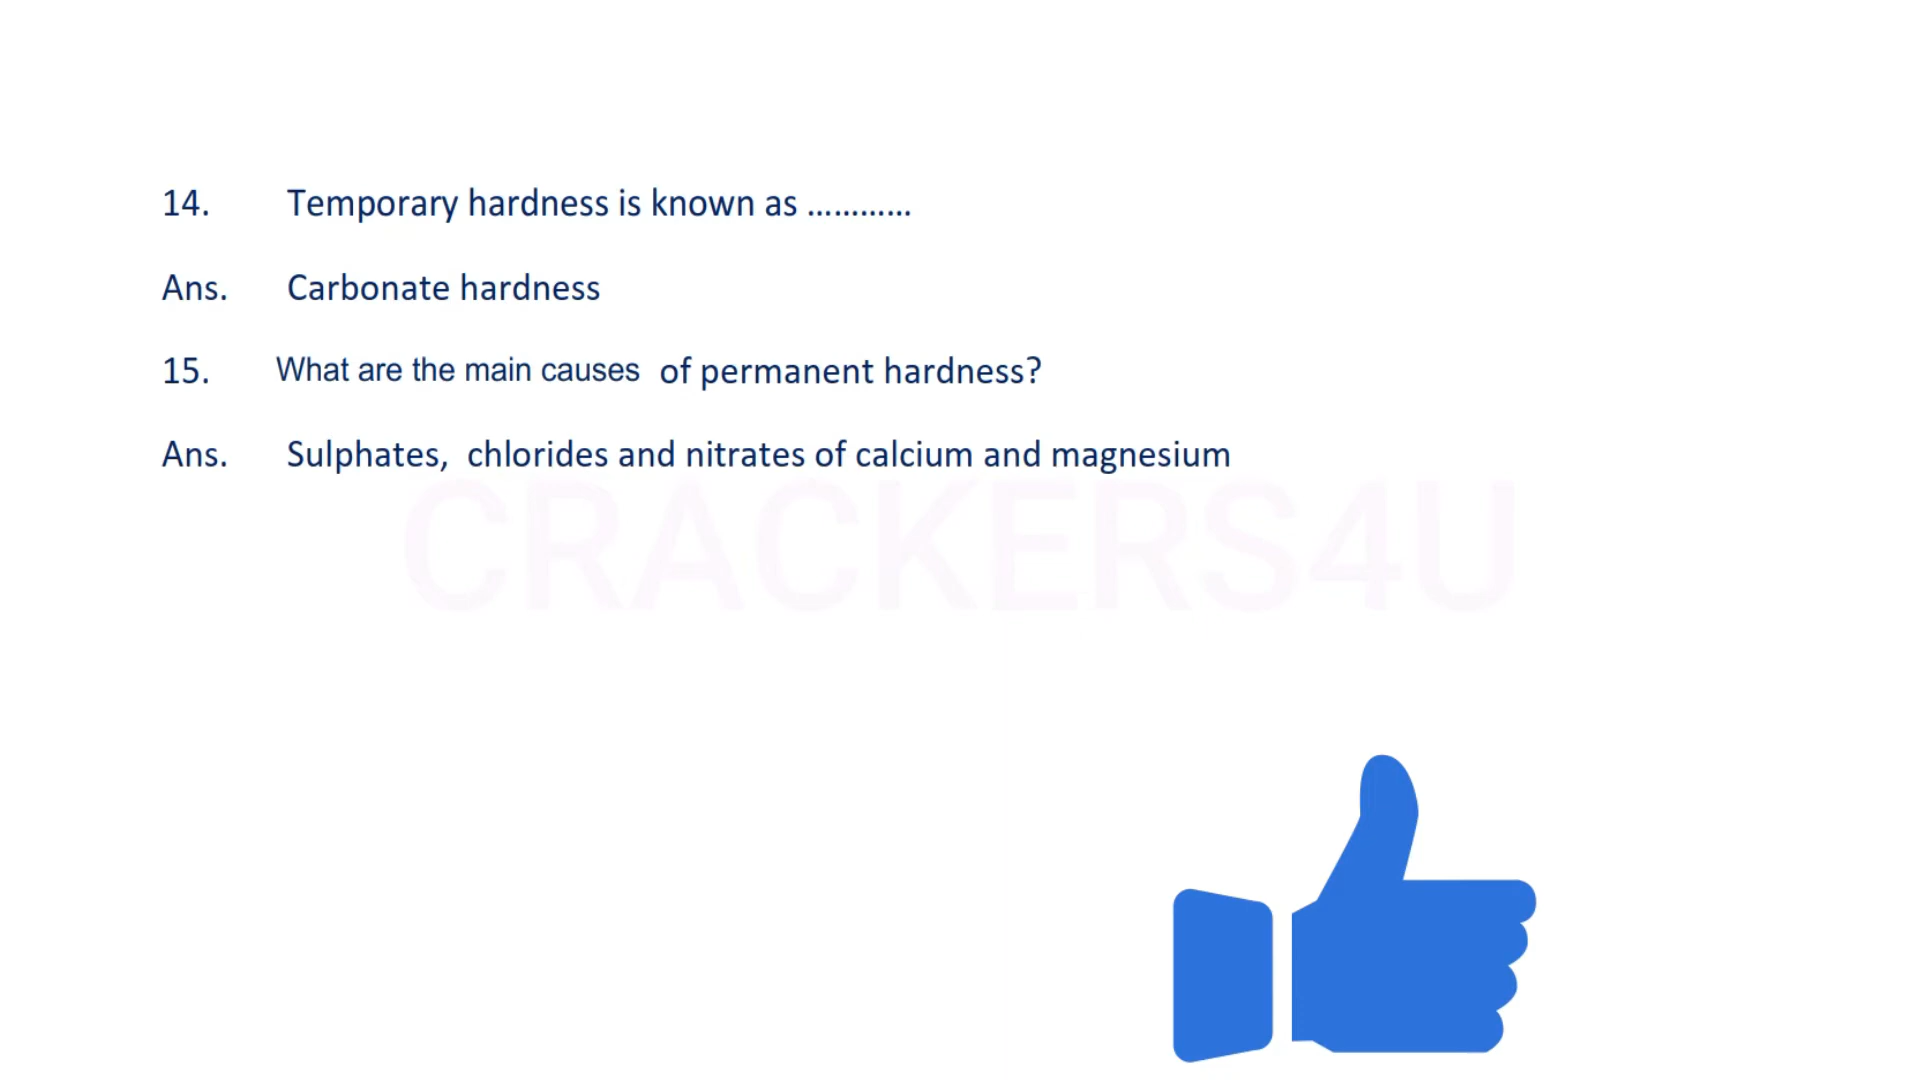 14. Temporary hardness is known as ............
Ans. Carbonate hardness
15. What are the main causes of permanent hardness?
Ans. Sulphates, chlorides and nitrates of calcium and magnesium
CRACKERS4U